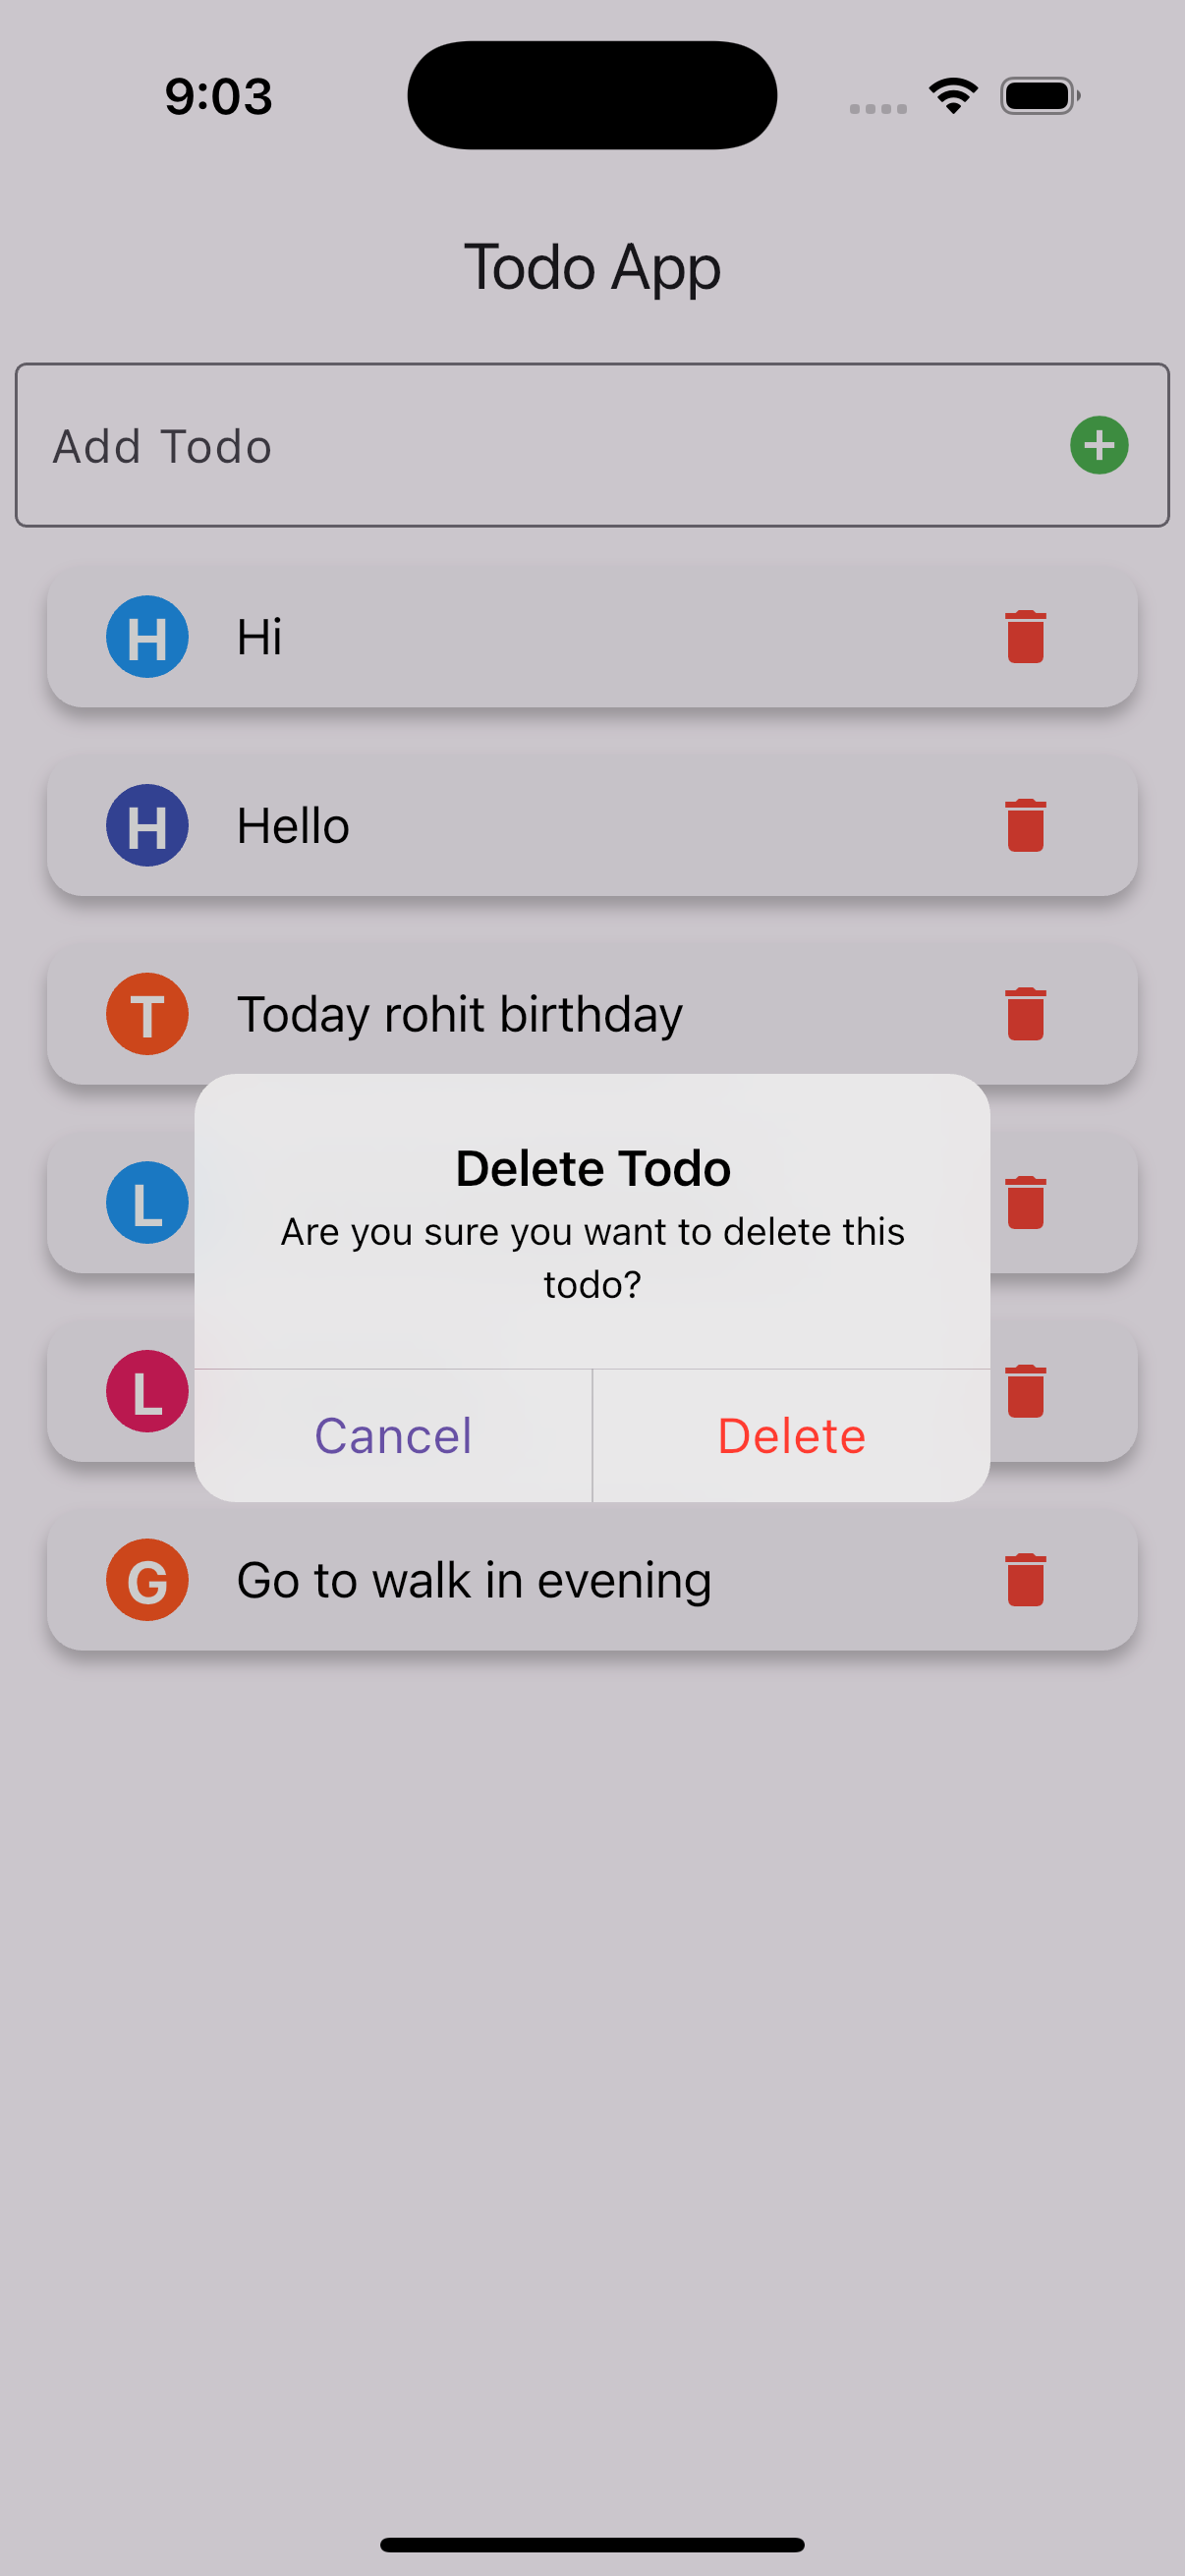 9:03
Todo App
Add Todo
H Hi
H Hello
T Today rohit birthday
L
L
Delete Todo
Are you sure you want to delete this
todo?
Cancel Delete
G Go to walk in evening